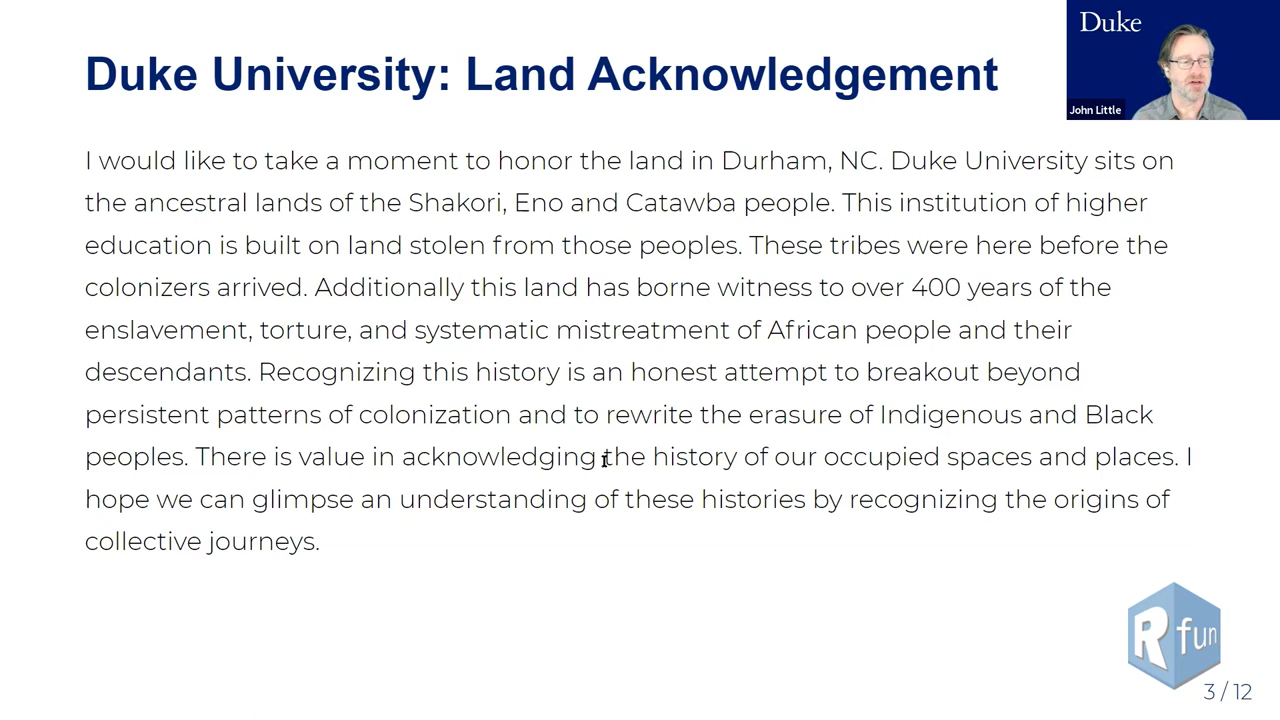 Duke University: Land Acknowledgement
Duke
John Little
I would like to take a moment to honor the land in Durham, NC. Duke University sits on
the ancestral lands of the Shakori, Eno and Catawba people. This institution of higher
education is built on land stolen from those peoples. These tribes were here before the
colonizers arrived. Additionally this land has borne witness to over 400 years of the
enslavement, torture, and systematic mistreatment of African people and their
descendants. Recognizing this history is an honest attempt to breakout beyond
persistent patterns of colonization and to rewrite the erasure of Indigenous and Black
peoples. There is value in acknowledging the history of our occupied spaces and places. I
hope we can glimpse an understanding of these histories by recognizing the origins of
collective journeys.
R fun
3 / 12